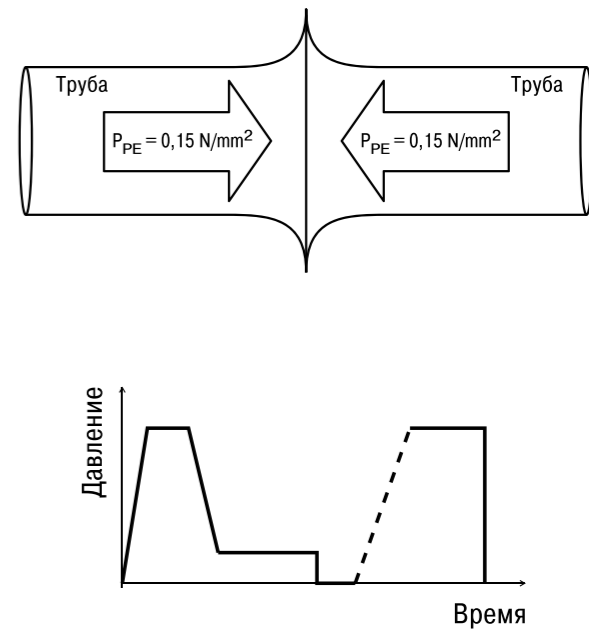 Труба
Труба
P_PE = 0,15 N/mm²
P_PE = 0,15 N/mm²
Давление
Время